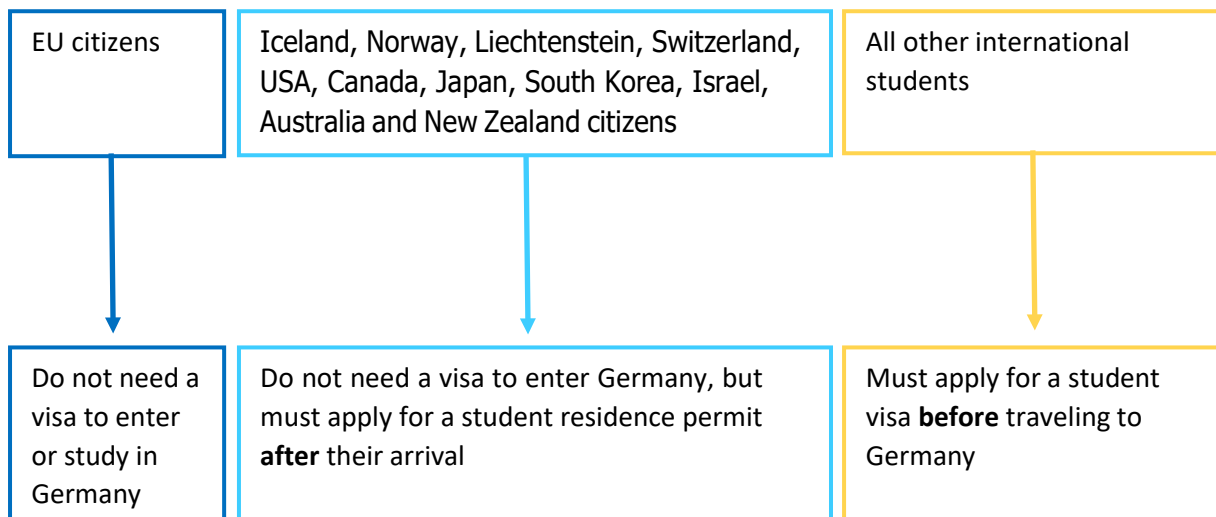 EU citizens
Iceland, Norway, Liechtenstein, Switzerland,
USA, Canada, Japan, South Korea, Israel,
Australia and New Zealand citizens
All other international
students
Do not need a
visa to enter
or study in
Germany
Do not need a visa to enter Germany, but
must apply for a student residence permit
after their arrival
Must apply for a student
visa before traveling to
Germany